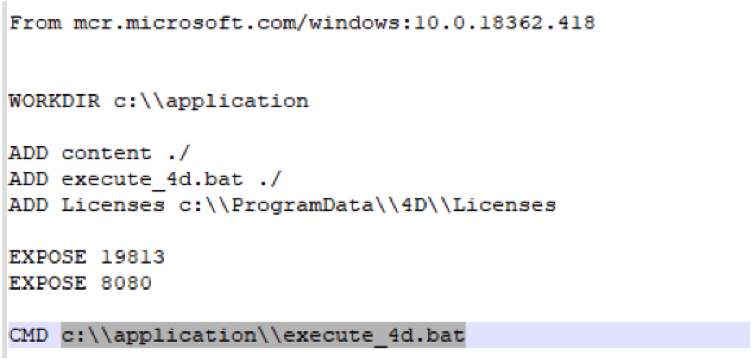 From mcr.microsoft.com/windows:10.0.18362.418
WORKDIR c:\\application
ADD content ./
ADD execute_4d.bat ./
ADD Licenses c:\\ProgramData\\4D\\Licenses
EXPOSE 19813
EXPOSE 8080
CMD c:\\application\\execute_4d.bat